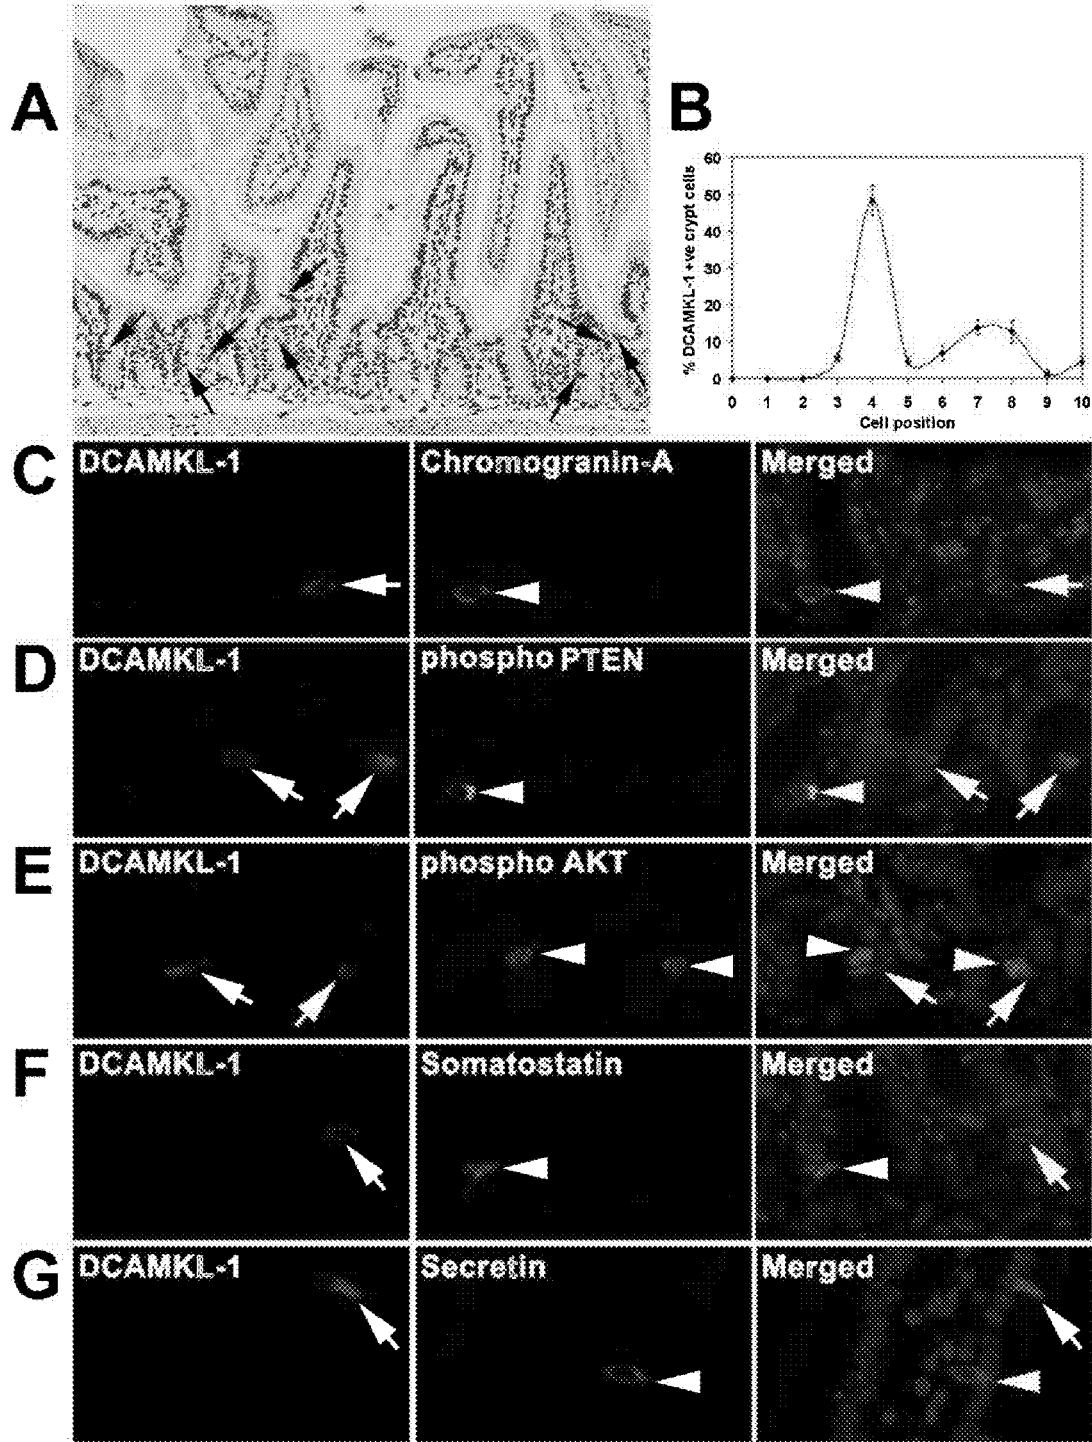 A
B
% DCAMKL-1 +ve crypt cells
60
50
40
30
20
10
0
0 1 2 3 4 5 6 7 8 9 10
Cell position
C
DCAMKL-1 Chromogranin-A Merged
D
DCAMKL-1 phospho PTEN Merged
E
DCAMKL-1 phospho AKT Merged
F
DCAMKL-1 Somatostatin Merged
G
DCAMKL-1 Secretin Merged